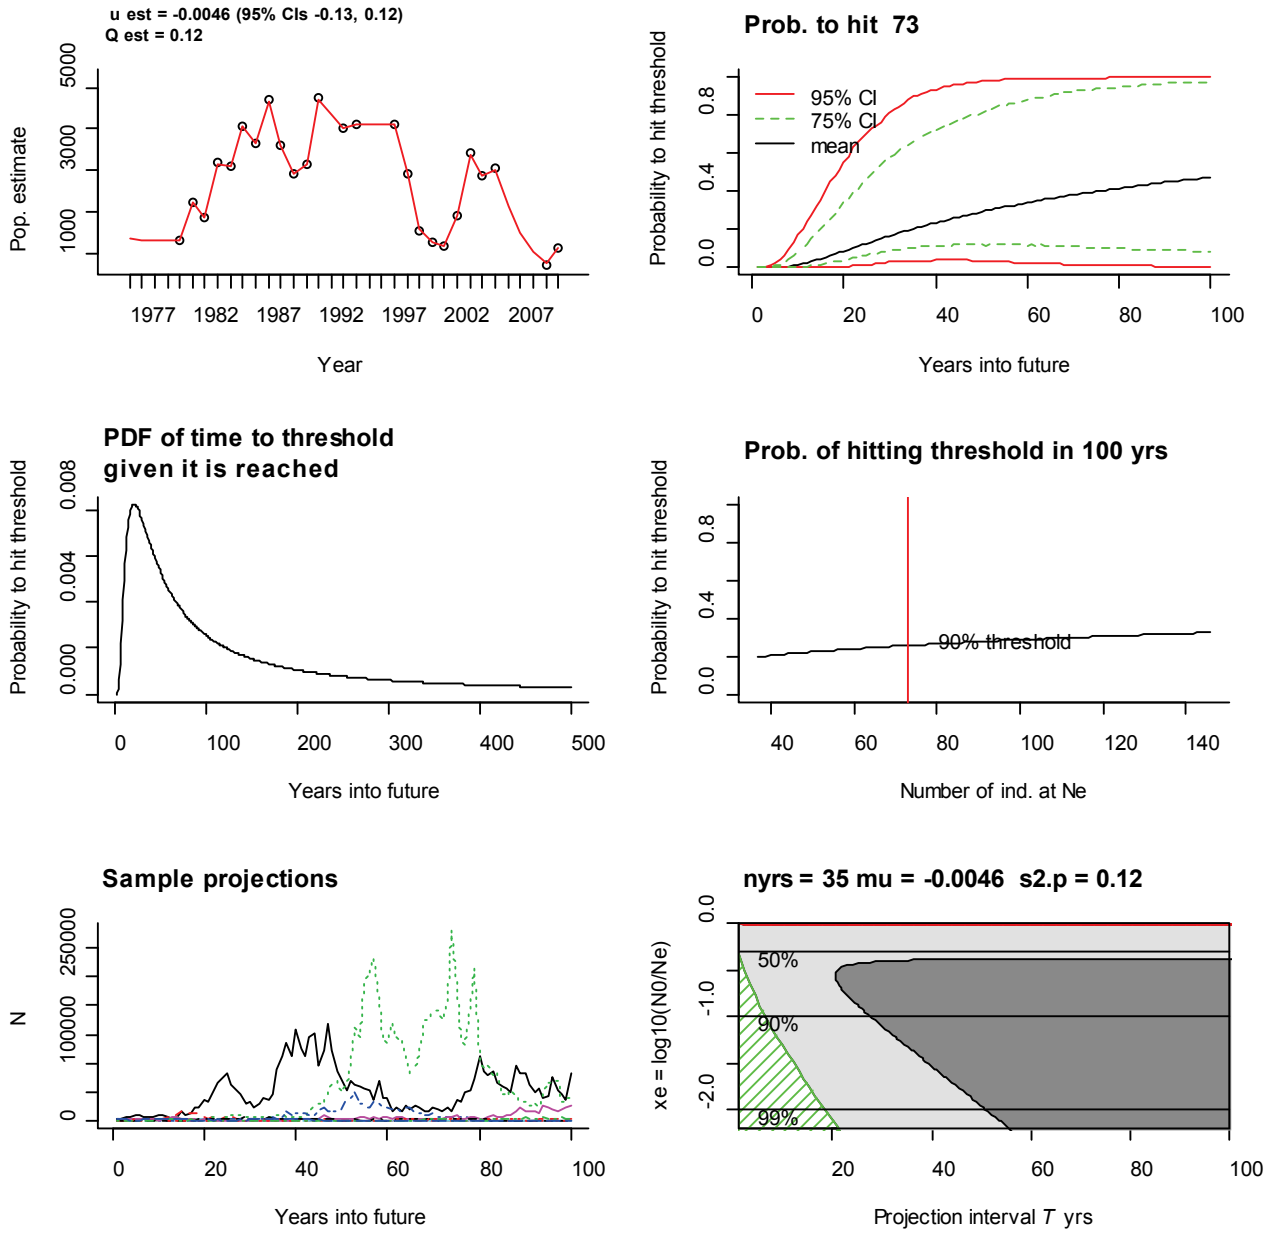 u est = -0.0046 (95% CIs -0.13, 0.12)
Q est = 0.12
Pop. estimate
5000
3000
1000
1977 1982 1987 1992 1997 2002 2007
Year
Prob. to hit 73
Probability to hit threshold
0.8
0.4
0.0
95% CI
75% CI
mean
0 20 40 60 80 100
Years into future
PDF of time to threshold
given it is reached
Probability to hit threshold
0.008
0.004
0.000
0 100 200 300 400 500
Years into future
Prob. of hitting threshold in 100 yrs
Probability to hit threshold
0.8
0.4
0.0
90% threshold
40 60 80 100 120 140
Number of ind. at Ne
Sample projections
N
250000
100000
0
0 20 40 60 80 100
Years into future
nyrs = 35 mu = -0.0046 s2.p = 0.12
xe = log10(N0/Ne)
0.0
-1.0
-2.0
50%
90%
99%
20 40 60 80 100
Projection interval T yrs